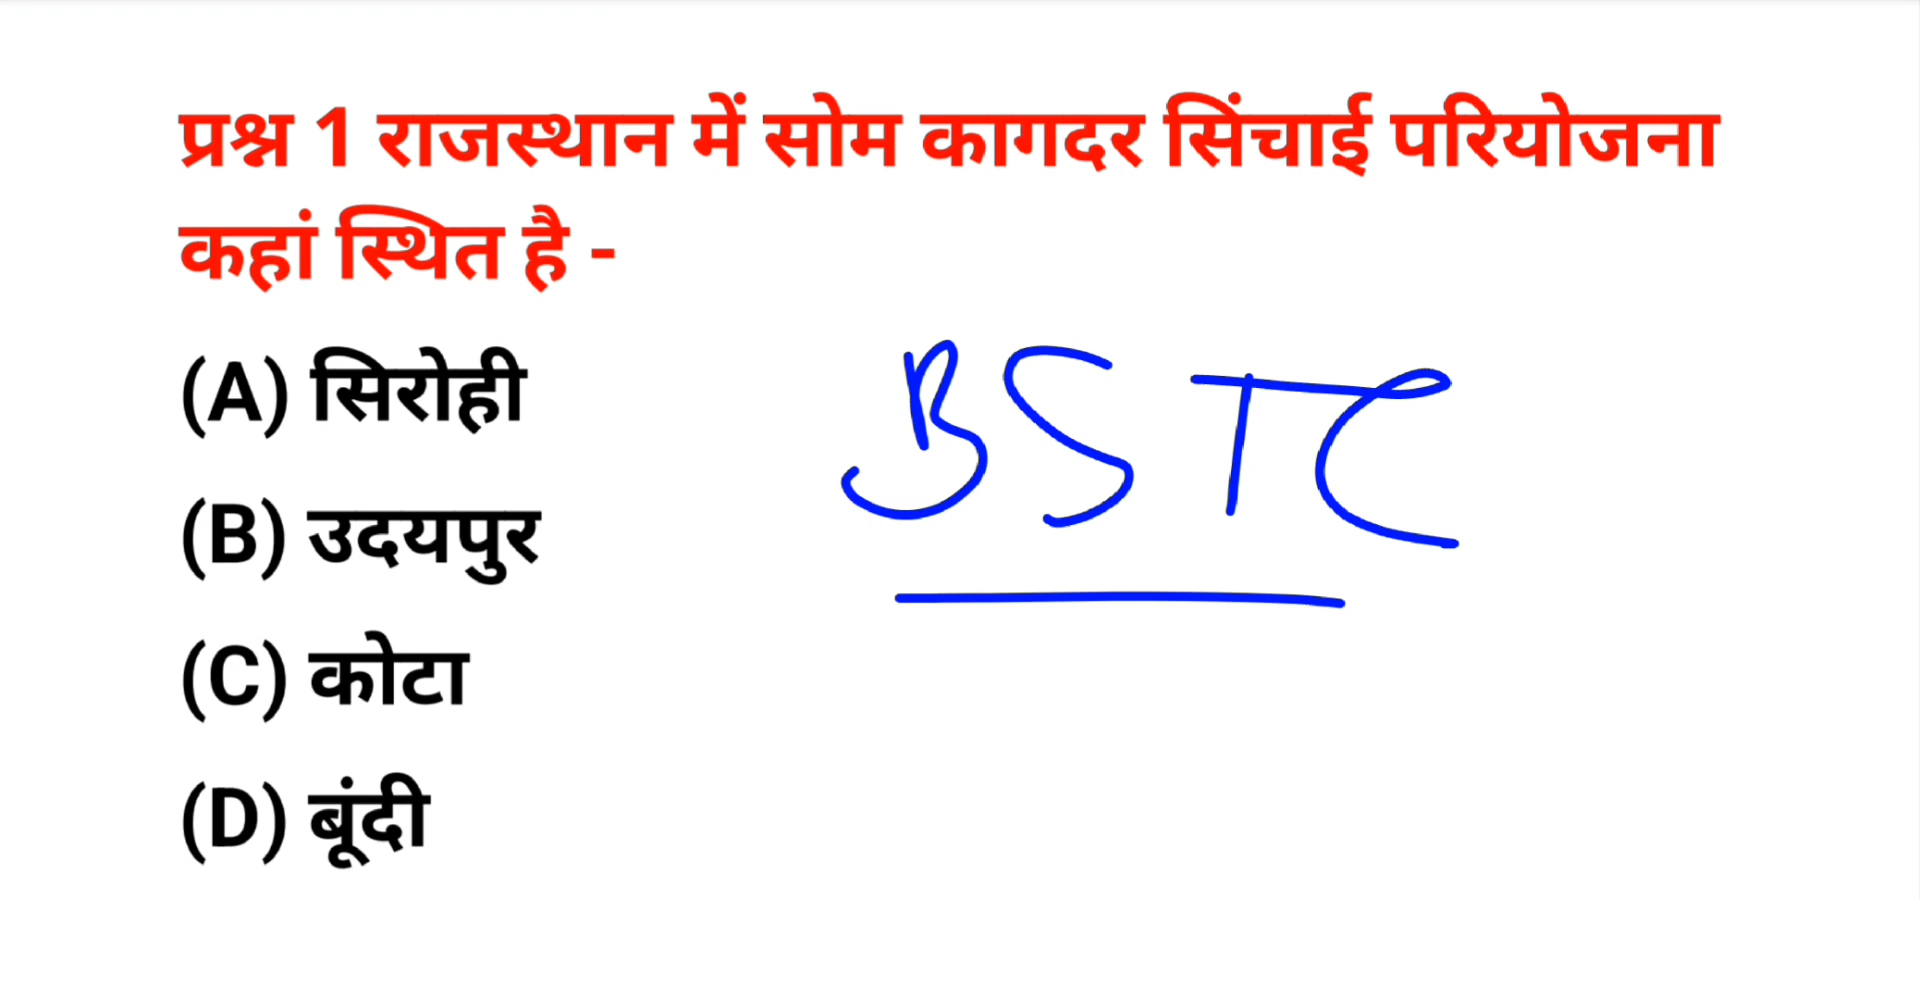 प्रश्न 1 राजस्थान में सोम कागदर सिंचाई परियोजना
कहां स्थित है -
(A) सिरोही
(B) उदयपुर
(C) कोटा
(D) बूंदी
BSTC